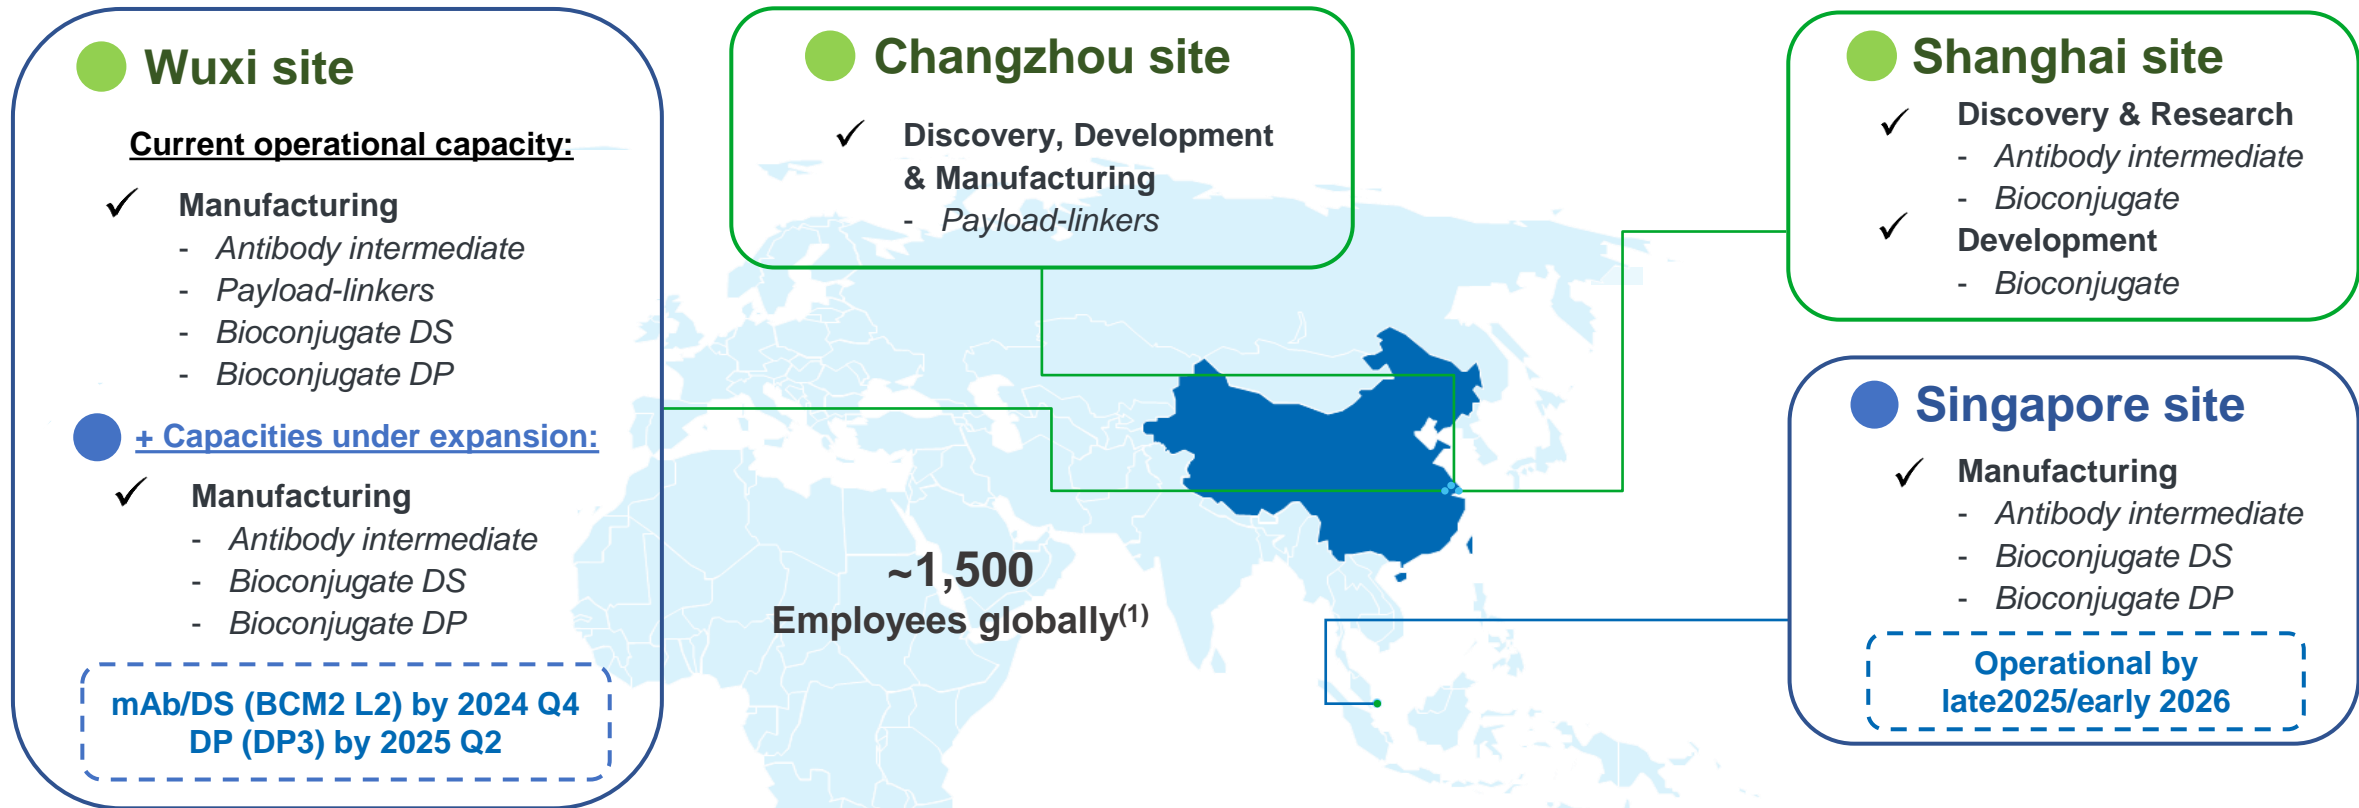 Wuxi site
Current operational capacity:
✓ Manufacturing
- Antibody intermediate
- Payload-linkers
- Bioconjugate DS
- Bioconjugate DP
+ Capacities under expansion:
✓ Manufacturing
- Antibody intermediate
- Bioconjugate DS
- Bioconjugate DP
mAb/DS (BCM2 L2) by 2024 Q4
DP (DP3) by 2025 Q2
Changzhou site
✓ Discovery, Development
& Manufacturing
- Payload-linkers
~1,500
Employees globally(1)
Shanghai site
✓ Discovery & Research
- Antibody intermediate
- Bioconjugate
✓ Development
- Bioconjugate
Singapore site
✓ Manufacturing
- Antibody intermediate
- Bioconjugate DS
- Bioconjugate DP
Operational by
late2025/early 2026